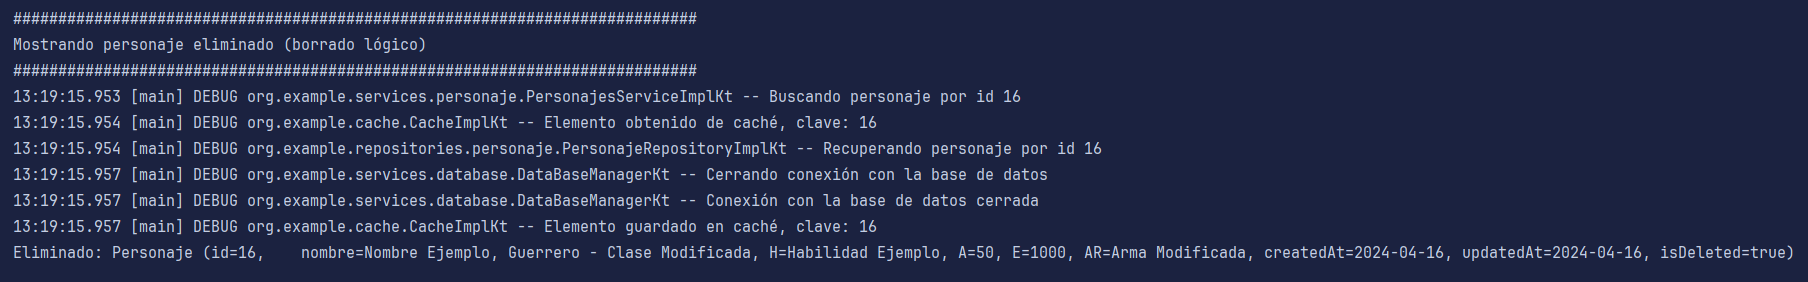 ############################################################################
Mostrando personaje eliminado (borrado lógico)
############################################################################
13:19:15.953 [main] DEBUG org.example.services.personaje.PersonajesServiceImplKt -- Buscando personaje por id 16
13:19:15.954 [main] DEBUG org.example.cache.CacheImplKt -- Elemento obtenido de caché, clave: 16
13:19:15.954 [main] DEBUG org.example.repositories.personaje.PersonajeRepositoryImplKt -- Recuperando personaje por id 16
13:19:15.957 [main] DEBUG org.example.services.database.DataBaseManagerKt -- Cerrando conexión con la base de datos
13:19:15.957 [main] DEBUG org.example.services.database.DataBaseManagerKt -- Conexión con la base de datos cerrada
13:19:15.957 [main] DEBUG org.example.cache.CacheImplKt -- Elemento guardado en caché, clave: 16
Eliminado: Personaje (id=16,    nombre=Nombre Ejemplo, Guerrero - Clase Modificada, H=Habilidad Ejemplo, A=50, E=1000, AR=Arma Modificada, createdAt=2024-04-16, updatedAt=2024-04-16, isDeleted=true)